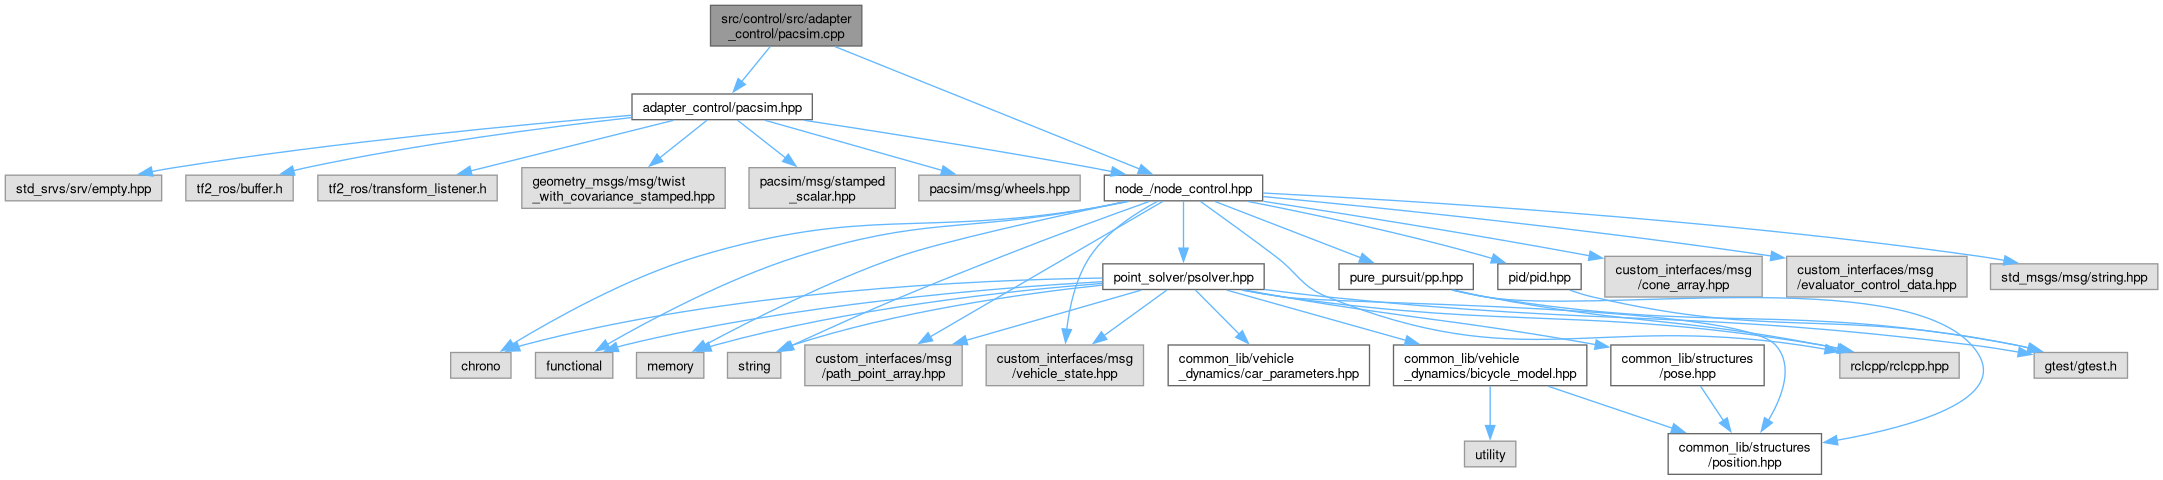 src/control/src/adapter
_control/pacsim.cpp
adapter_control/pacsim.hpp
std_srvs/srv/empty.hpp
tf2_ros/buffer.h
tf2_ros/transform_listener.h
geometry_msgs/msg/twist
_with_covariance_stamped.hpp
pacsim/msg/stamped
_scalar.hpp
pacsim/msg/wheels.hpp
node_/node_control.hpp
point_solver/psolver.hpp
pure_pursuit/pp.hpp
pid/pid.hpp
custom_interfaces/msg
/cone_array.hpp
custom_interfaces/msg
/evaluator_control_data.hpp
std_msgs/msg/string.hpp
chrono
functional
memory
string
custom_interfaces/msg
/path_point_array.hpp
custom_interfaces/msg
/vehicle_state.hpp
common_lib/vehicle
_dynamics/car_parameters.hpp
common_lib/vehicle
_dynamics/bicycle_model.hpp
common_lib/structures
/pose.hpp
rclcpp/rclcpp.hpp
gtest/gtest.h
utility
common_lib/structures
/position.hpp